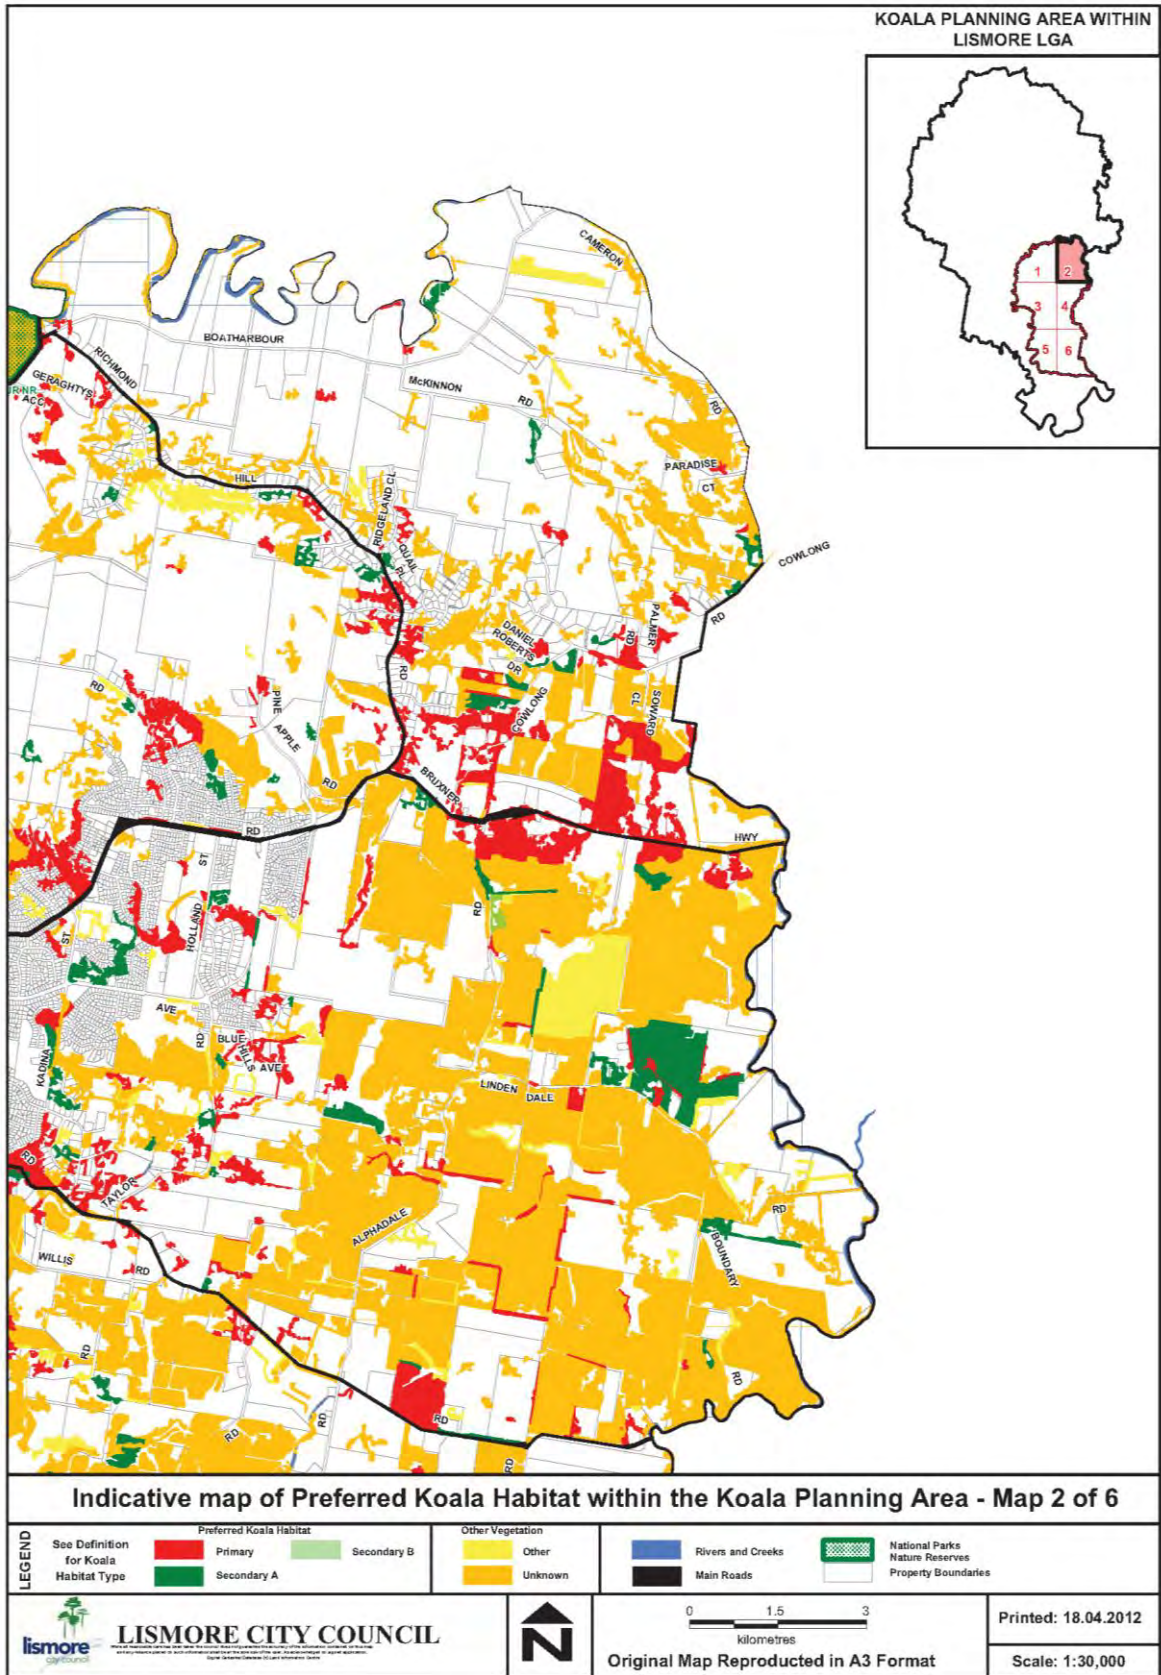 KOALA PLANNING AREA WITHIN
LISMORE LGA
1
2
3
4
5
6
CAMERON
RD
BOATHARBOUR
RICHMOND
GERAGHTYS
ACC
McKINNON
RD
PARADISE
CT
HILL
RIDGELAND CL
QUAIL
PL
COWLONG
RD
DANIEL
ROBERTS
DR
PALMER
RD
RD
RD
PINE
APPLE
RD
COWLONG
SOWARD
CL
BRUXNER
HWY
RD
ST
HOLLAND
ST
RD
AVE
RD
BLUE
HILLS
AVE
KADINA
LINDEN
DALE
RD
RD
TAYLOR
ALPHADALE
BOUNDARY
RD
WILLIS
RD
RD
RD
RD
RD
RD
Indicative map of Preferred Koala Habitat within the Koala Planning Area - Map 2 of 6
LEGEND
See Definition
for Koala
Habitat Type
Preferred Koala Habitat
Primary
Secondary B
Secondary A
Other Vegetation
Other
Unknown
Rivers and Creeks
Main Roads
National Parks
Nature Reserves
Property Boundaries
lismore
city council
LISMORE CITY COUNCIL
N
0 1.5 3
kilometres
Original Map Reproduced in A3 Format
Printed: 18.04.2012
Scale: 1:30,000